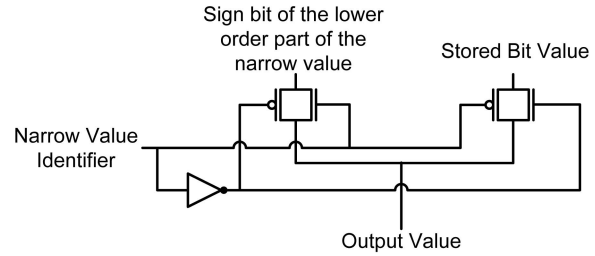 Sign bit of the lower
order part of the
narrow value
Stored Bit Value
Narrow Value
Identifier
Output Value